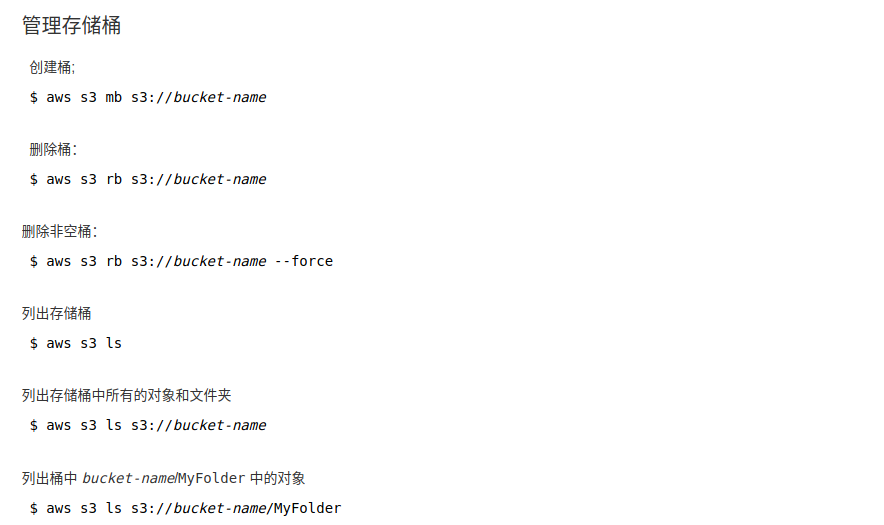 管理存储桶
创建桶;
$ aws s3 mb s3://bucket-name
删除桶：
$ aws s3 rb s3://bucket-name
删除非空桶：
$ aws s3 rb s3://bucket-name --force
列出存储桶
$ aws s3 ls
列出存储桶中所有的对象和文件夹
$ aws s3 ls s3://bucket-name
列出桶中 bucket-name/MyFolder 中的对象
$ aws s3 ls s3://bucket-name/MyFolder